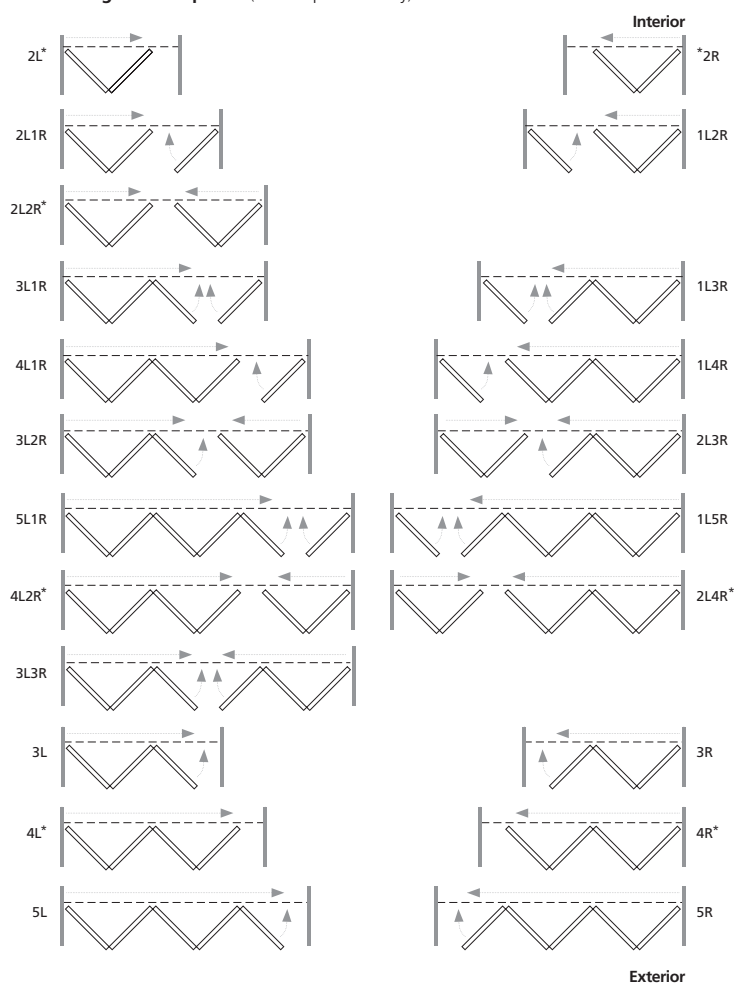 Interior
2L*
*2R
2L1R
1L2R
2L2R*
3L1R
1L3R
4L1R
1L4R
3L2R
2L3R
5L1R
1L5R
4L2R*
2L4R*
3L3R
3L
3R
4L*
4R*
5L
5R
Exterior